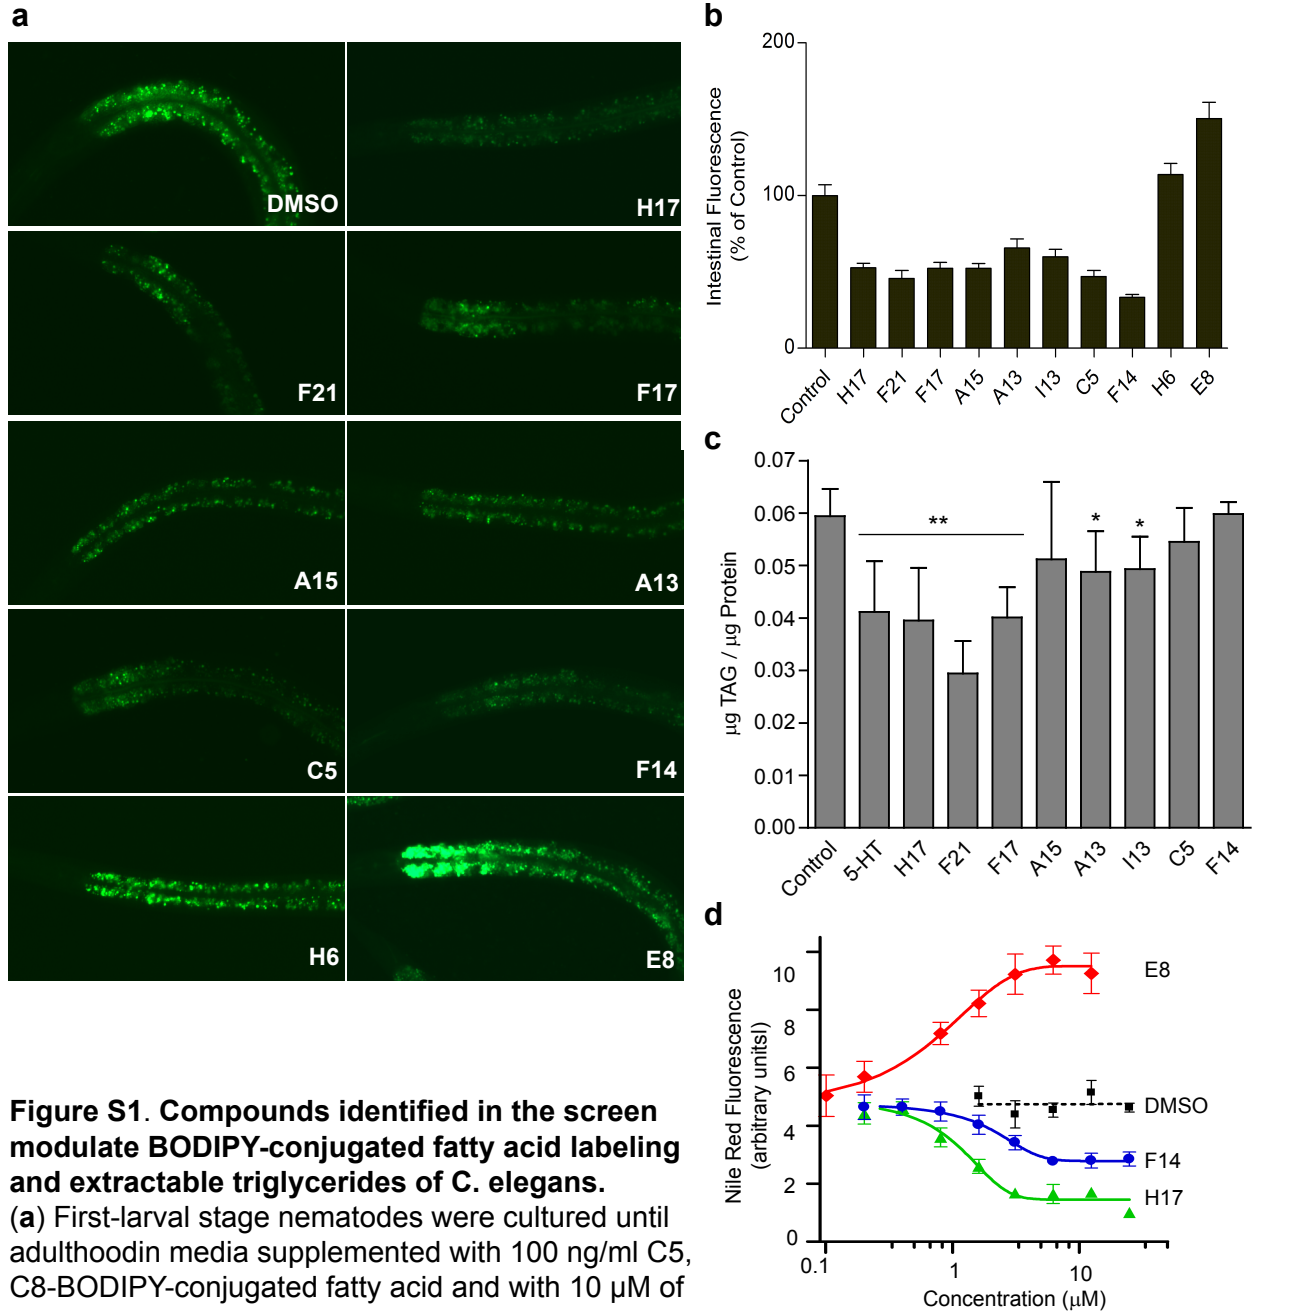 a
DMSO
H17
F21
F17
A15
A13
C5
F14
H6
E8
b
Intestinal Fluorescence
(% of Control)
200
100
0
Control
H17
F21
F17
A15
A13
I13
C5
F14
H6
E8
c
µg TAG / µg Protein
0.07
0.06
0.05
0.04
0.03
0.02
0.01
0.00
**
*
*
Control
5-HT
H17
F21
F17
A15
A13
I13
C5
F14
d
Nile Red Fluorescence
(arbitrary unitsl)
10
8
6
4
2
0
E8
DMSO
F14
H17
0.1
1
10
Concentration (µM)
Figure S1. Compounds identified in the screen
modulate BODIPY-conjugated fatty acid labeling
and extractable triglycerides of C. elegans.
(a) First-larval stage nematodes were cultured until
adulthoodin media supplemented with 100 ng/ml C5,
C8-BODIPY-conjugated fatty acid and with 10 µM of